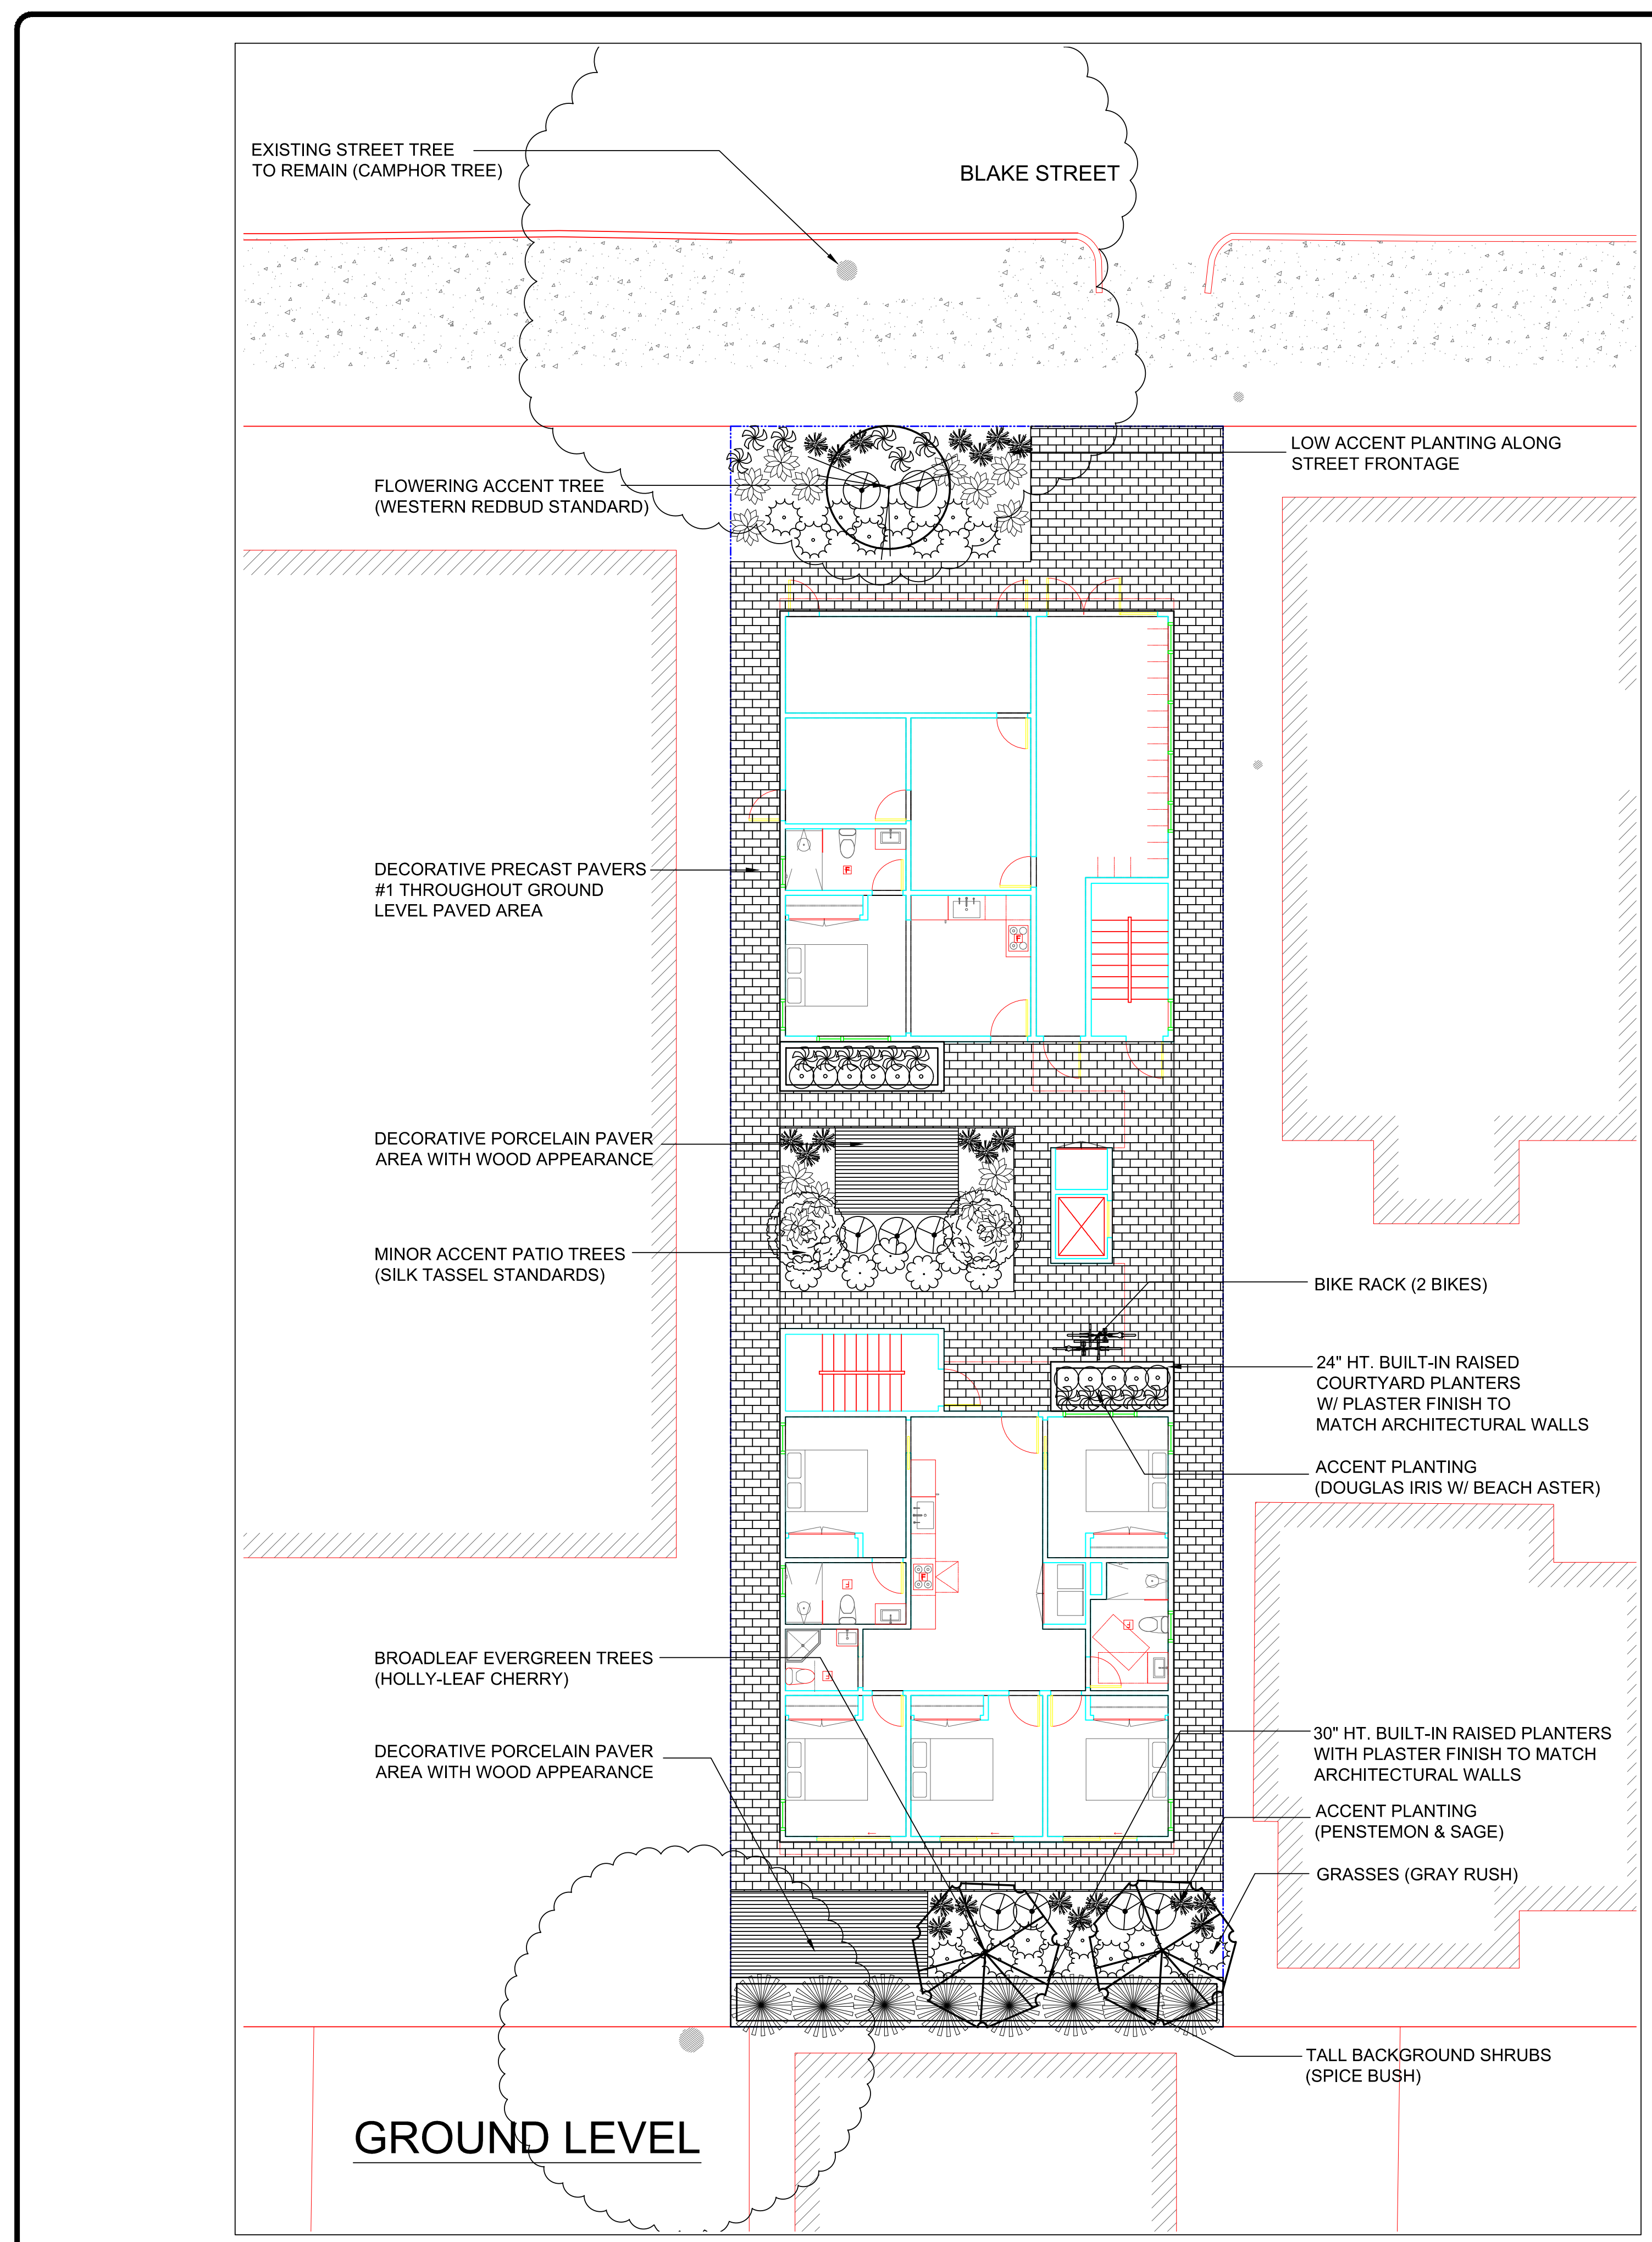 EXISTING STREET TREE
TO REMAIN (CAMPHOR TREE)
BLAKE STREET
LOW ACCENT PLANTING ALONG
STREET FRONTAGE
FLOWERING ACCENT TREE
(WESTERN REDBUD STANDARD)
DECORATIVE PRECAST PAVERS
#1 THROUGHOUT GROUND
LEVEL PAVED AREA
F
F
DECORATIVE PORCELAIN PAVER
AREA WITH WOOD APPEARANCE
MINOR ACCENT PATIO TREES
(SILK TASSEL STANDARDS)
BIKE RACK (2 BIKES)
24" HT. BUILT-IN RAISED
COURTYARD PLANTERS
W/ PLASTER FINISH TO
MATCH ARCHITECTURAL WALLS
ACCENT PLANTING
(DOUGLAS IRIS W/ BEACH ASTER)
F
F
F
F
BROADLEAF EVERGREEN TREES
(HOLLY-LEAF CHERRY)
DECORATIVE PORCELAIN PAVER
AREA WITH WOOD APPEARANCE
30" HT. BUILT-IN RAISED PLANTERS
WITH PLASTER FINISH TO MATCH
ARCHITECTURAL WALLS
ACCENT PLANTING
(PENSTEMON & SAGE)
GRASSES (GRAY RUSH)
TALL BACKGROUND SHRUBS
(SPICE BUSH)
GROUND LEVEL